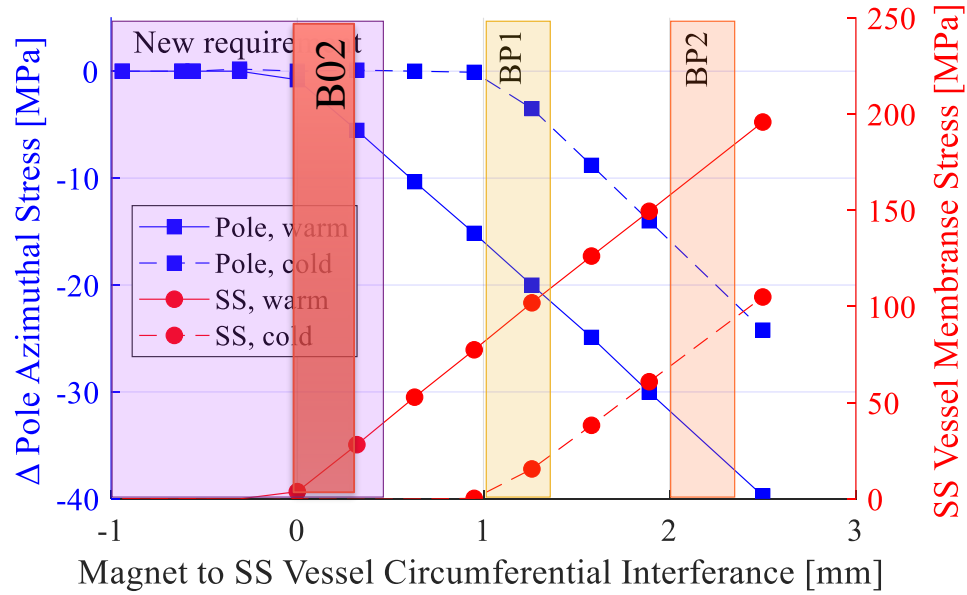 New requirement
B02
BP1
BP2
Δ Pole Azimuthal Stress [MPa]
0
-10
-20
-30
-40
Pole, warm
Pole, cold
SS, warm
SS, cold
250
200
150
100
50
0
SS Vessel Membranse Stress [MPa]
-1
0
1
2
3
Magnet to SS Vessel Circumferential Interferance [mm]